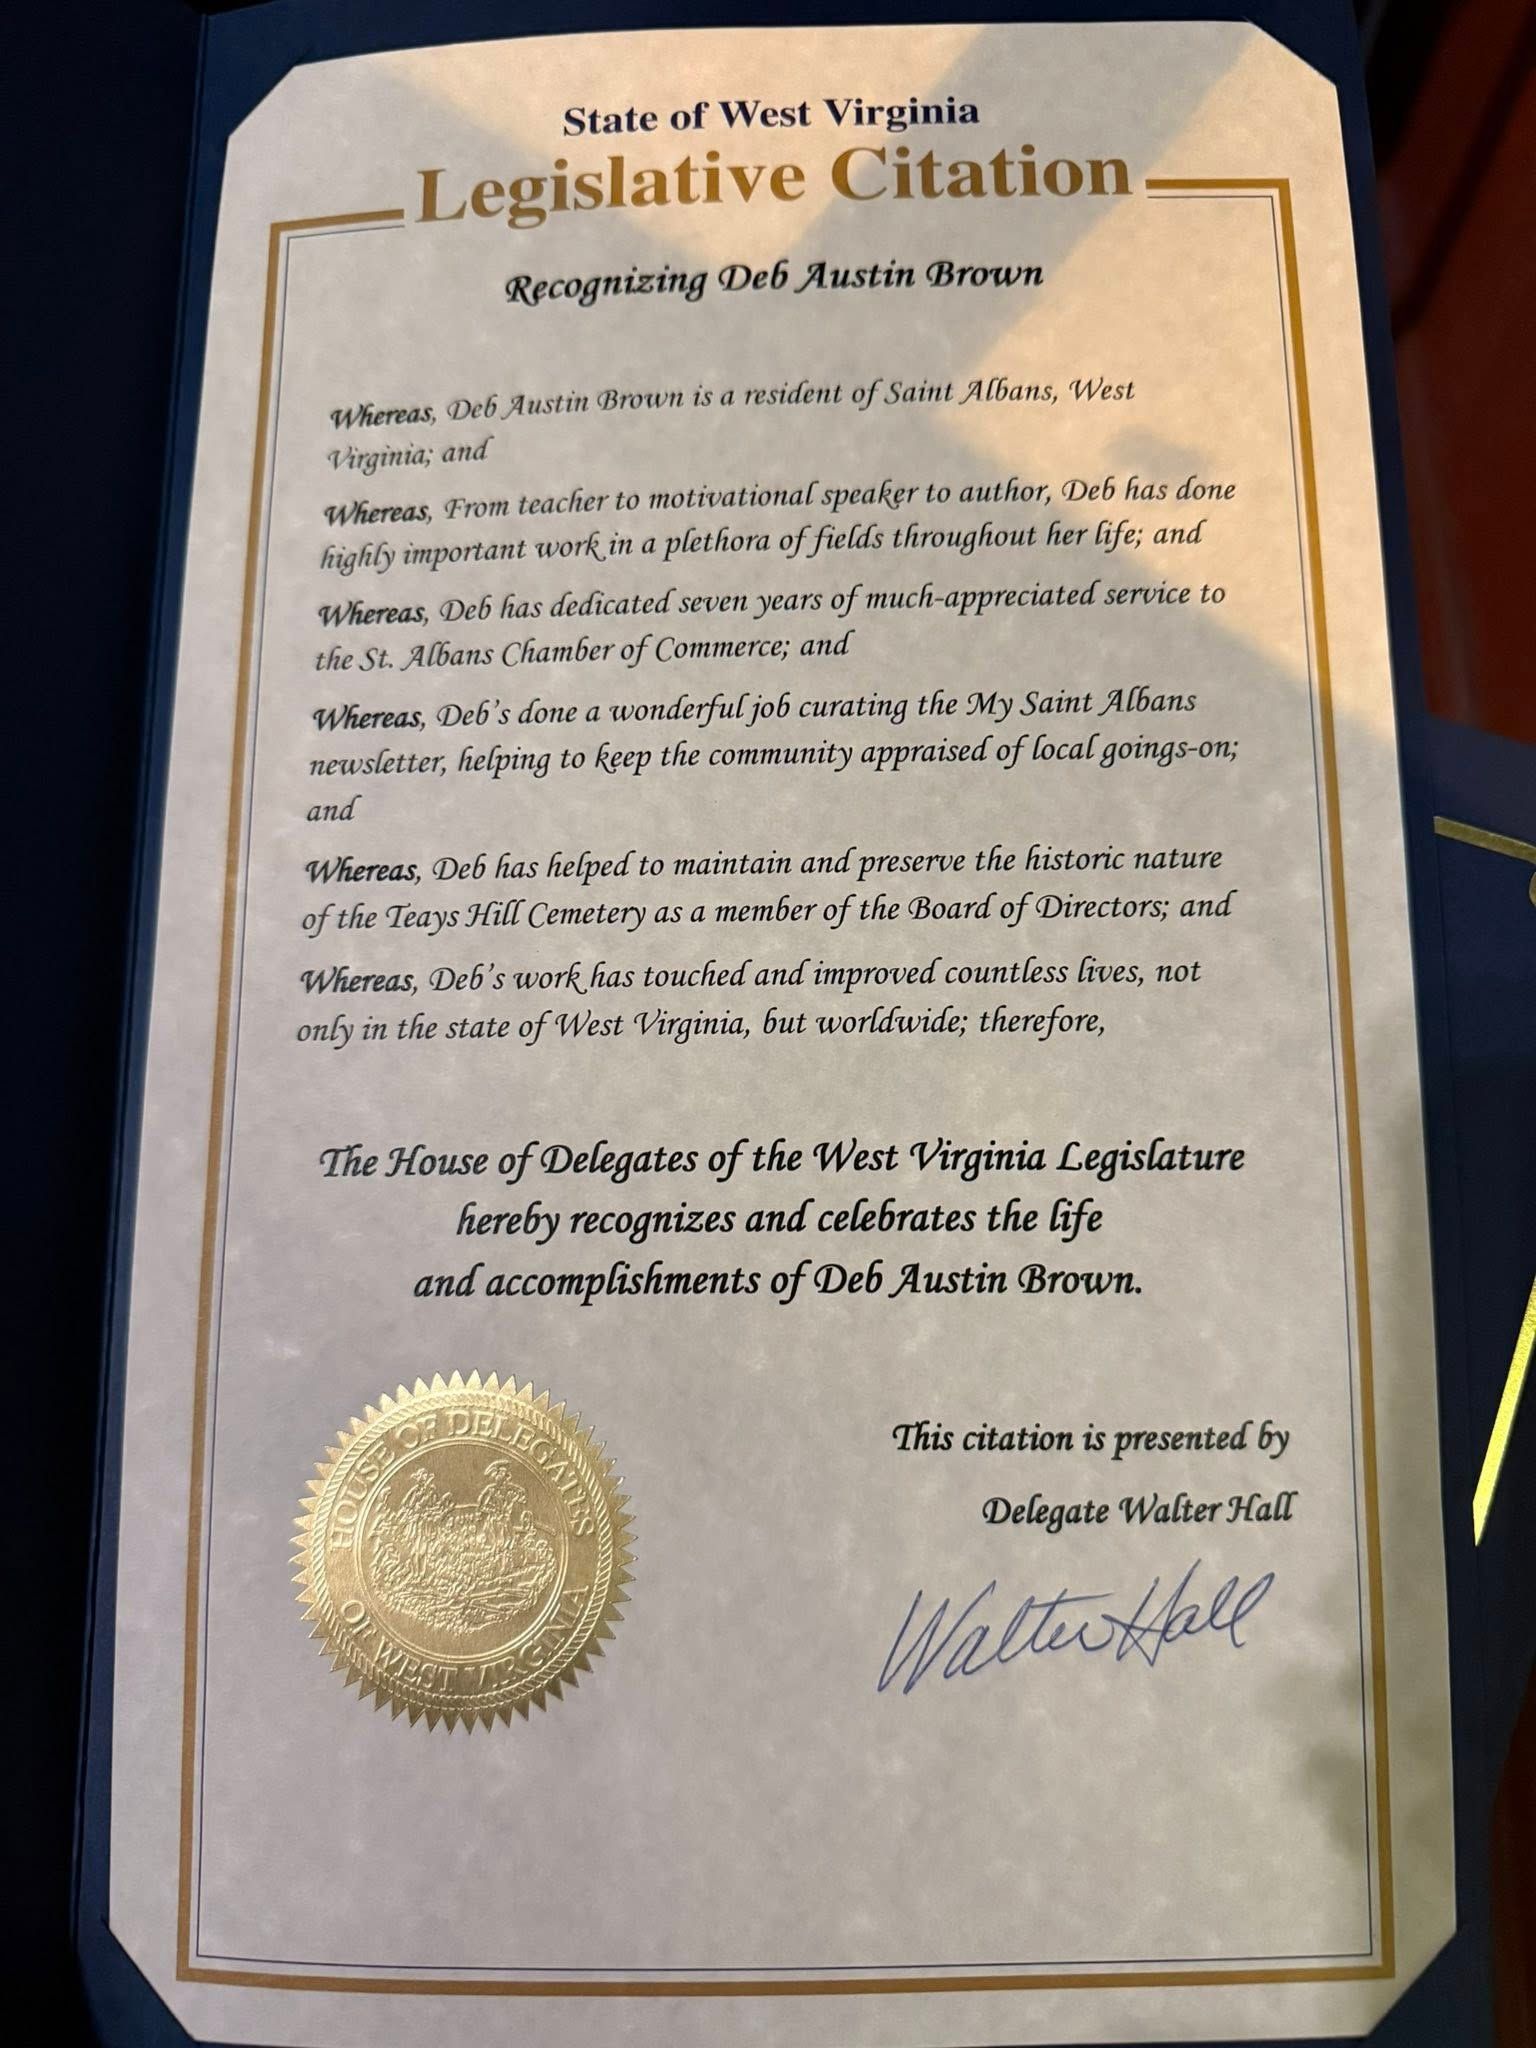 State of West Virginia
Legislative Citation
Recognizing Deb Austin Brown
Whereas, Deb Austin Brown is a resident of Saint Albans, West
Virginia; and
Whereas, From teacher to motivational speaker to author, Deb has done
highly important work in a plethora of fields throughout her life; and
Whereas, Deb has dedicated seven years of much-appreciated service to
the St. Albans Chamber of Commerce; and
Whereas, Deb's done a wonderful job curating the My Saint Albans
newsletter, helping to keep the community appraised of local goings-on;
and
Whereas, Deb has helped to maintain and preserve the historic nature
of the Teays Hill Cemetery as a member of the Board of Directors; and
Whereas, Deb's work has touched and improved countless lives, not
only in the state of West Virginia, but worldwide; therefore,
The House of Delegates of the West Virginia Legislature
hereby recognizes and celebrates the life
and accomplishments of Deb Austin Brown.
HOUSE OF DELEGATES
OF WEST VIRGINIA
This citation is presented by
Delegate Walter Hall
Walter Hall